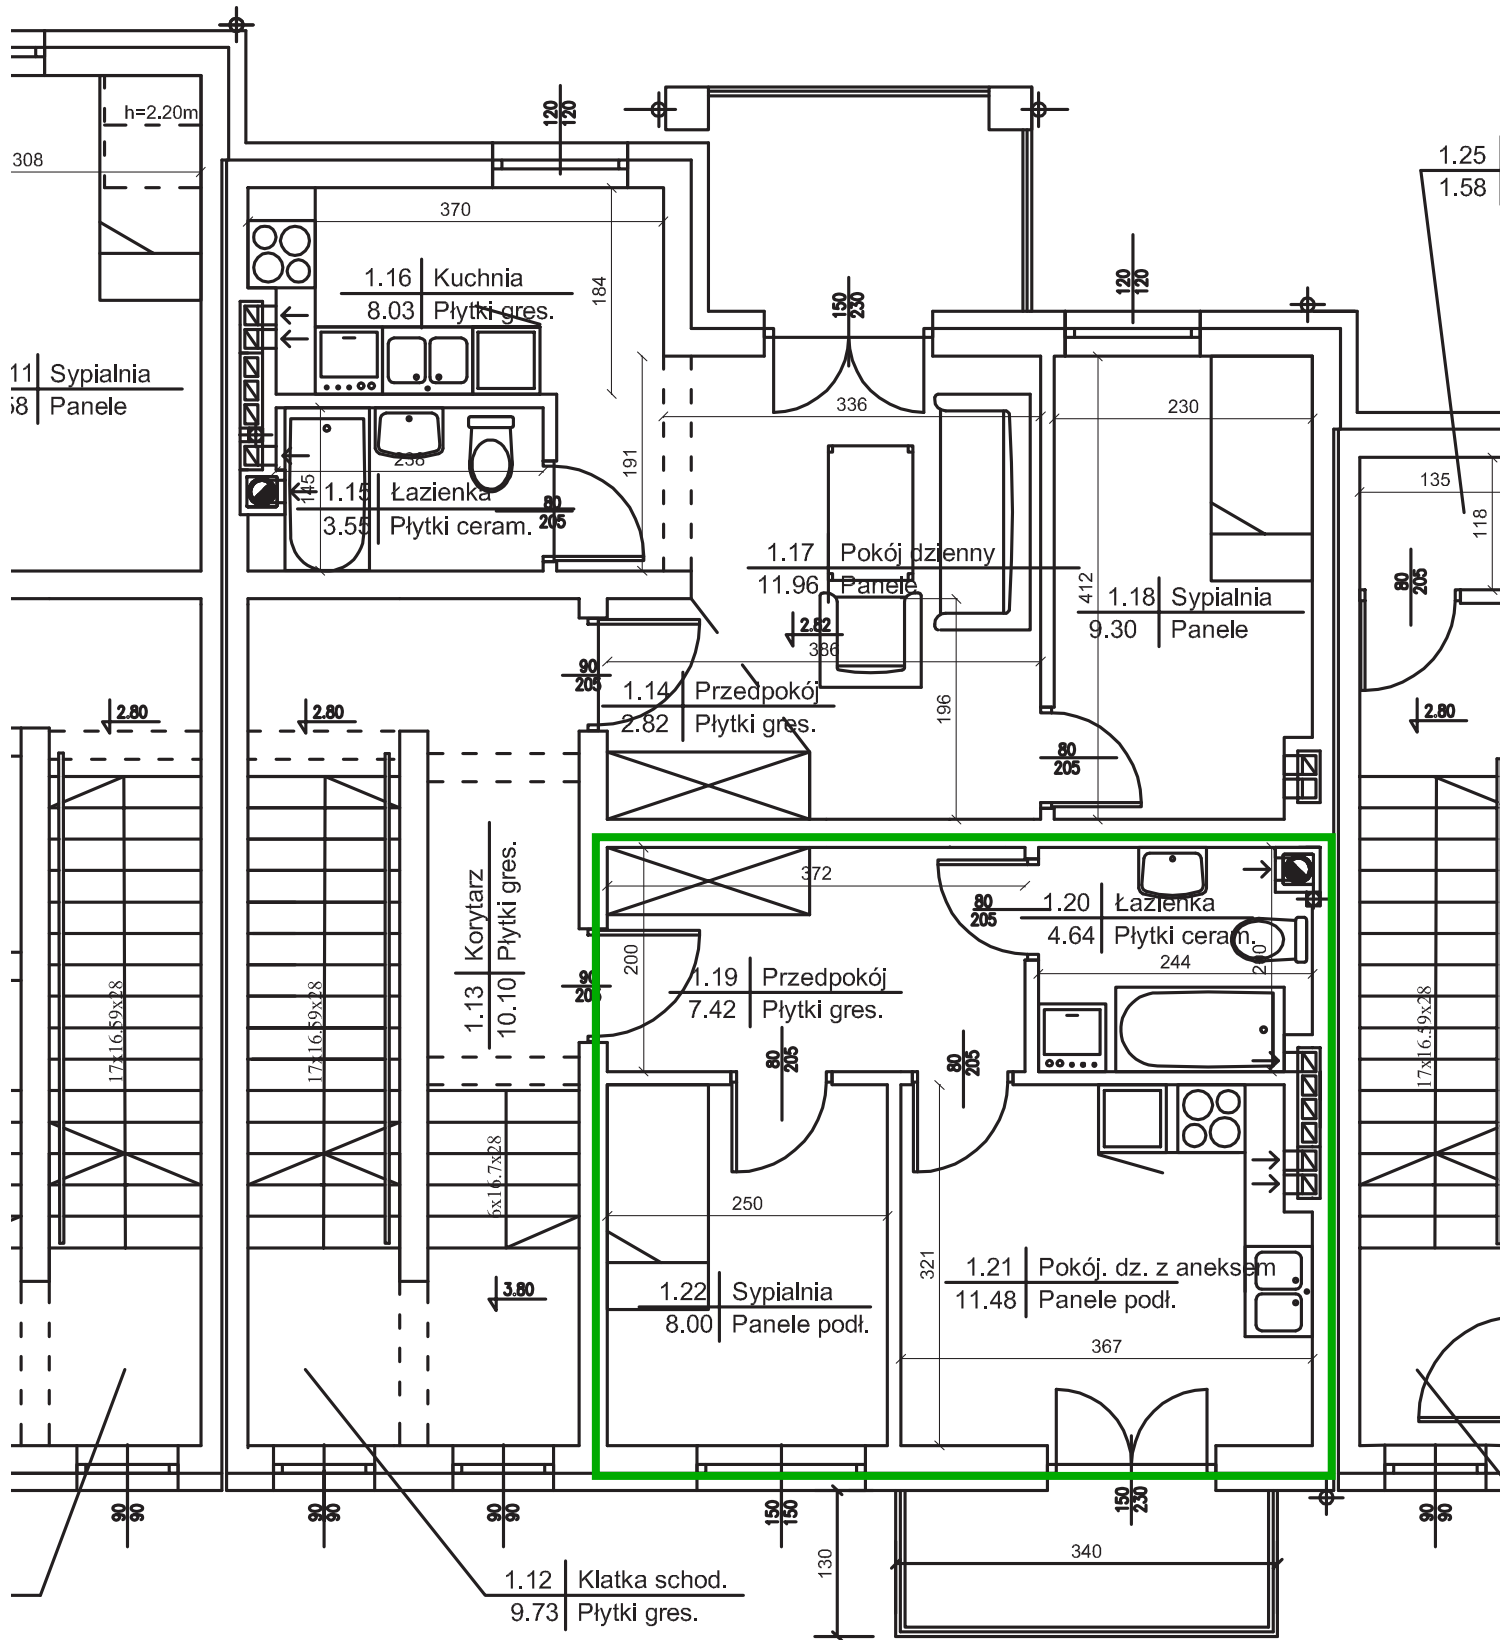 h=2.20m
308
120
120
370
184
1.16 Kuchnia
8.03 Płytki gres.
150
230
120
120
1.25
1.58
11 Sypialnia
58 Panele
336
230
238
145
191
1.15 Łazienka
3.55 Płytki ceram.
80
205
1.17 Pokój dzienny
11.96 Panele
412
1.18 Sypialnia
9.30 Panele
135
118
80
205
2.82
386
90
205
1.14 Przedpokój
2.82 Płytki gres.
196
80
205
2.80
2.80
2.80
1.13 Korytarz
10.10 Płytki gres.
372
80
205
1.20 Łazienka
4.64 Płytki ceram.
200
200
244
90
205
1.19 Przedpokój
7.42 Płytki gres.
17x16.59x28
17x16.59x28
17x16.59x28
80
205
80
205
6x16.7x28
250
321
1.21 Pokój. dz. z aneksem
11.48 Panele podł.
1.22 Sypialnia
8.00 Panele podł.
3.80
367
90
90
90
90
90
90
150
150
150
230
90
90
130
340
1.12 Klatka schod.
9.73 Płytki gres.